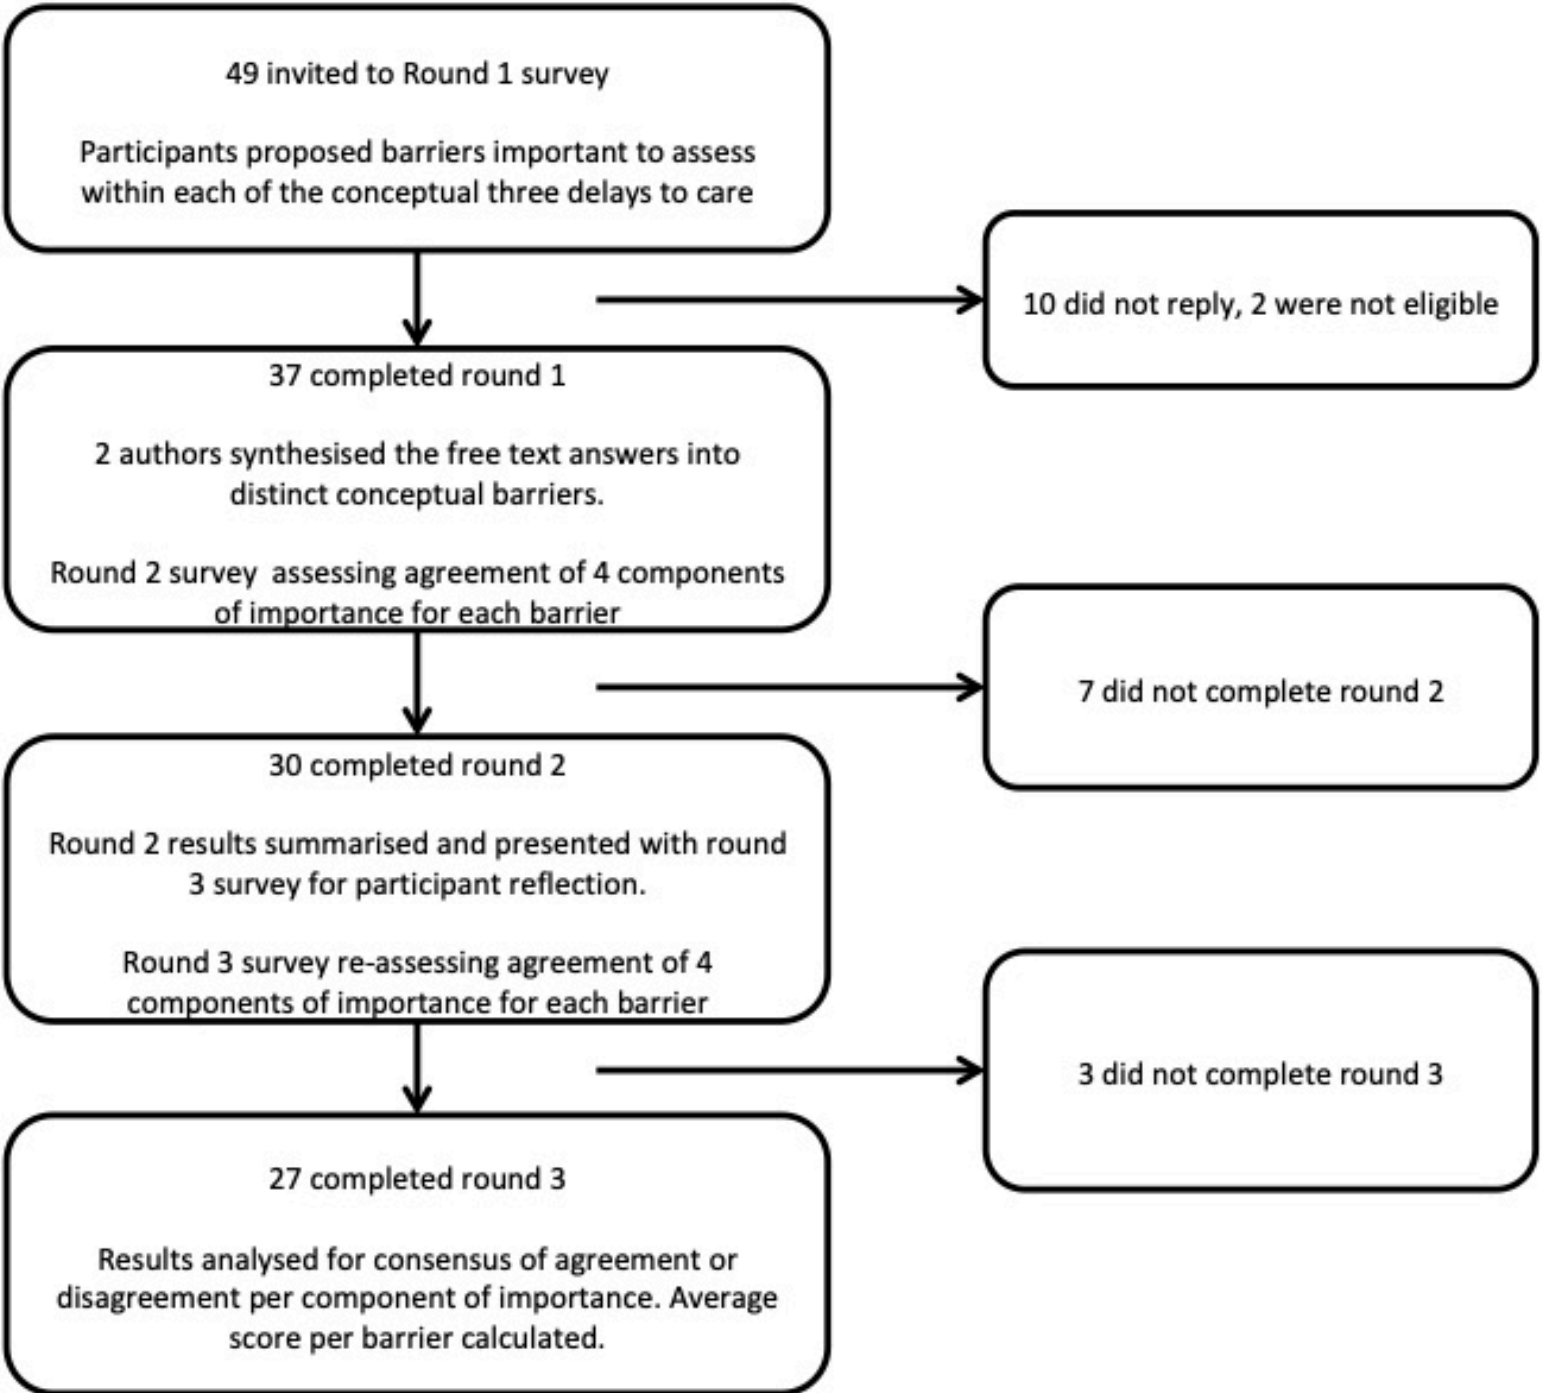 49 invited to Round 1 survey
Participants proposed barriers important to assess
within each of the conceptual three delays to care
10 did not reply, 2 were not eligible
37 completed round 1
2 authors synthesised the free text answers into
distinct conceptual barriers.
Round 2 survey  assessing agreement of 4 components
of importance for each barrier
7 did not complete round 2
30 completed round 2
Round 2 results summarised and presented with round
3 survey for participant reflection.
Round 3 survey re-assessing agreement of 4
components of importance for each barrier
3 did not complete round 3
27 completed round 3
Results analysed for consensus of agreement or
disagreement per component of importance. Average
score per barrier calculated.